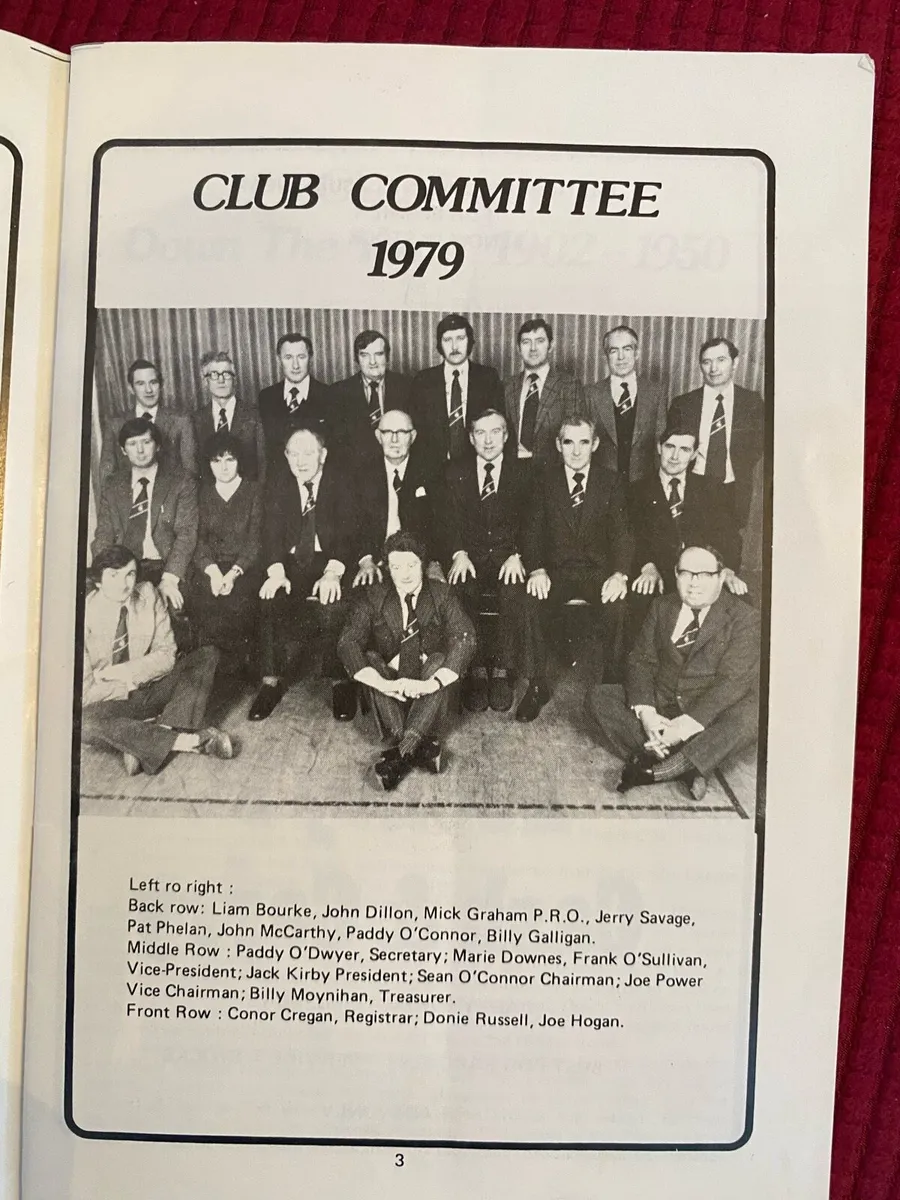 CLUB COMMITTEE
1979
Left ro right :
Back row: Liam Bourke, John Dillon, Mick Graham P.R.O., Jerry Savage,
Pat Phelan, John McCarthy, Paddy O'Connor, Billy Galligan.
Middle Row : Paddy O'Dwyer, Secretary; Marie Downes, Frank O'Sullivan,
Vice-President; Jack Kirby President; Sean O'Connor Chairman; Joe Power
Vice Chairman; Billy Moynihan, Treasurer.
Front Row : Conor Cregan, Registrar; Donie Russell, Joe Hogan.
3